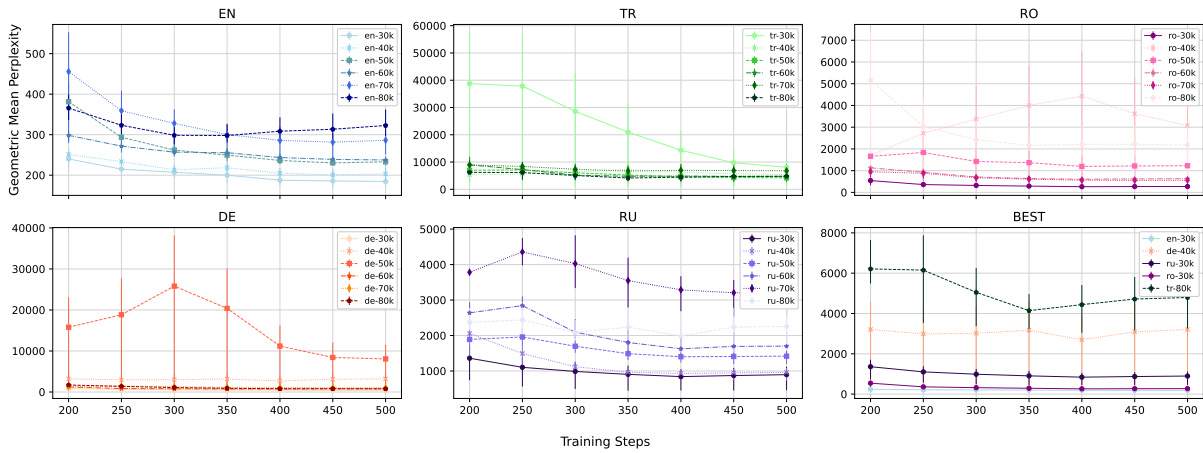 EN
TR
RO
Geometric Mean Perplexity
500
400
300
200
en-30k
en-40k
en-50k
en-60k
en-70k
en-80k
60000
50000
40000
30000
20000
10000
0
tr-30k
tr-40k
tr-50k
tr-60k
tr-70k
tr-80k
7000
6000
5000
4000
3000
2000
1000
0
ro-30k
ro-40k
ro-50k
ro-60k
ro-70k
ro-80k
DE
RU
BEST
40000
30000
20000
10000
0
de-30k
de-40k
de-50k
de-60k
de-70k
de-80k
200 250 300 350 400 450 500
5000
4000
3000
2000
1000
ru-30k
ru-40k
ru-50k
ru-60k
ru-70k
ru-80k
200 250 300 350 400 450 500
8000
6000
4000
2000
0
en-30k
de-40k
ru-30k
ro-30k
tr-80k
200 250 300 350 400 450 500
Training Steps